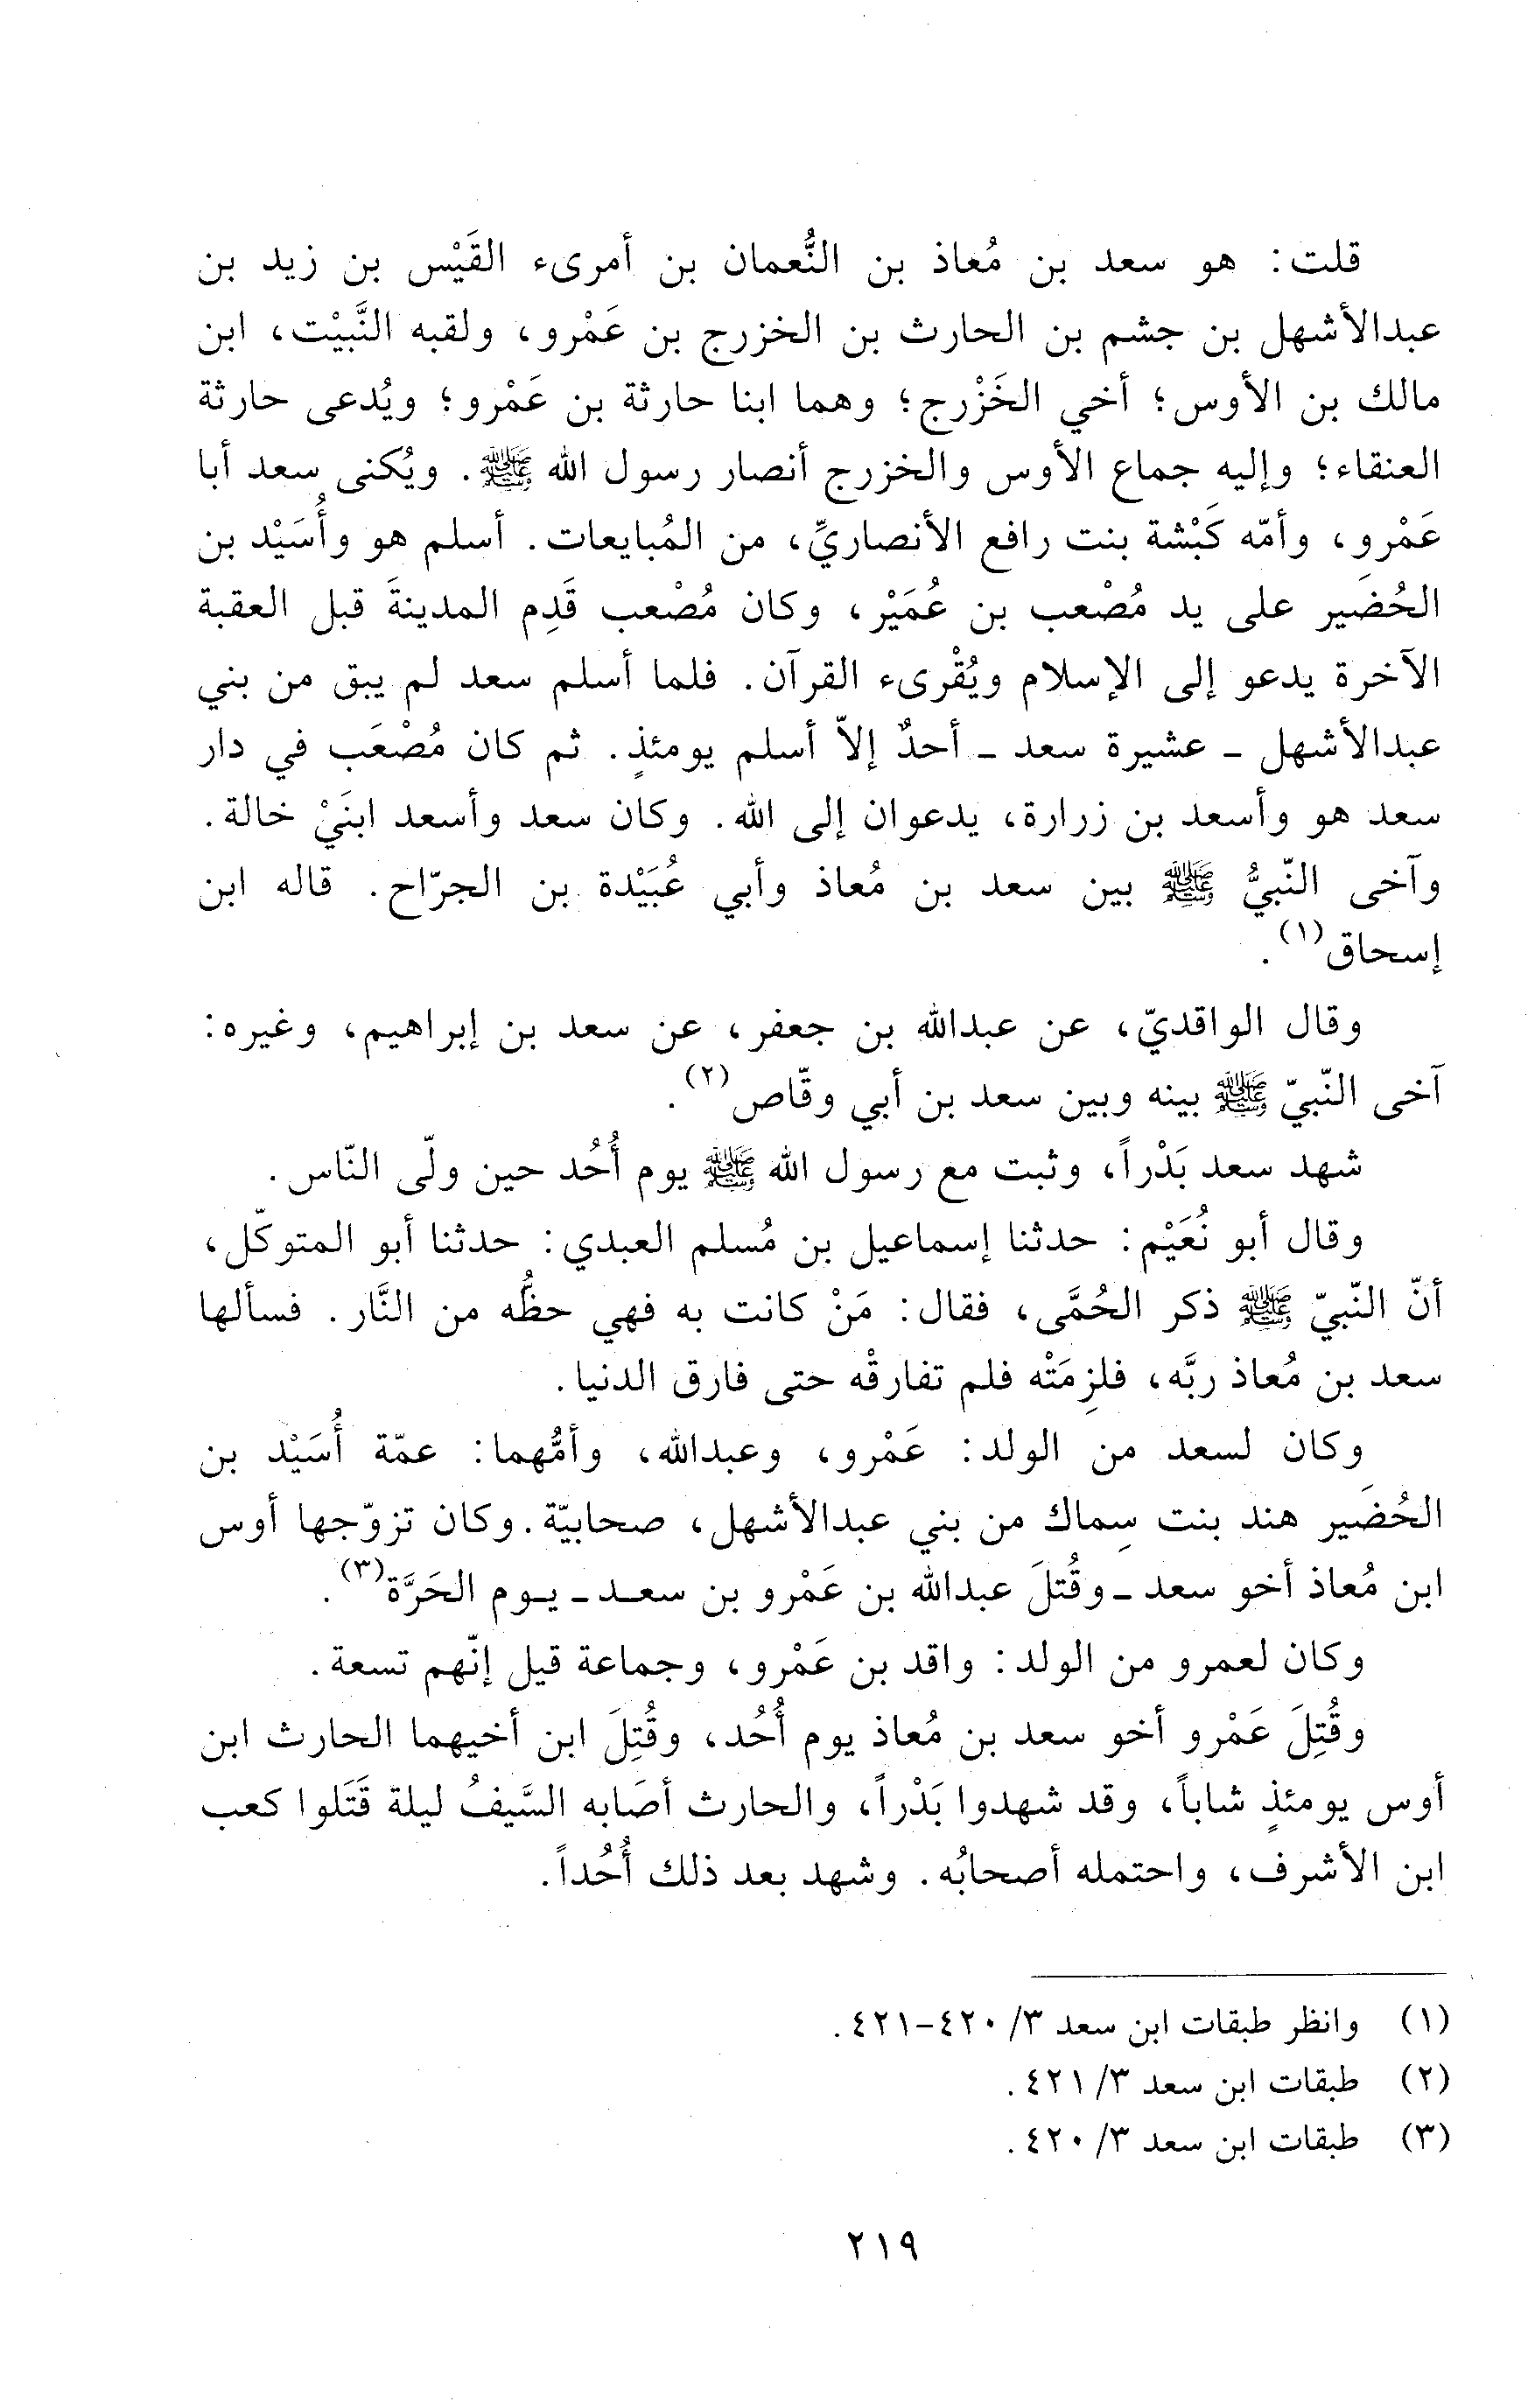 قلت: هو سعد بن مُعاذ بن النُّعمان بن أمرىء القَيْس بن زيد بن
عبدالأشهل بن جشم بن الحارث بن الخزرج بن عَمْرو، ولقبه النَّبيْت، ابن
مالك بن الأوس؛ أخي الخَزْرج؛ وهما ابنا حارثة بن عَمْرو؛ ويُدعى حارثة
العنقاء؛ وإليه جماع الأوس والخزرج أنصار رسول الله ﷺ. ويُكنى سعد أبا
عَمْرو، وأمّه كَبْشة بنت رافع الأنصاريِّ، من المُبايعات. أسلم هو وأُسَيْد بن
الحُضَير على يد مُصْعب بن عُمَيْر، وكان مُصْعب قَدِم المدينةَ قبل العقبة
الآخرة يدعو إلى الإسلام ويُقْرىء القرآن. فلما أسلم سعد لم يبق من بني
عبدالأشهل - عشيرة سعد - أحدٌ إلاّ أسلم يومئذٍ. ثم كان مُصْعَب في دار
سعد هو وأسعد بن زرارة، يدعوان إلى الله. وكان سعد وأسعد ابنَيْ خالة.
وآخى النّبيُّ ﷺ بين سعد بن مُعاذ وأبي عُبَيْدة بن الجرّاح. قاله ابن
إسحاق(١).
وقال الواقديّ، عن عبدالله بن جعفر، عن سعد بن إبراهيم، وغيره:
آخى النّبيّ ﷺ بينه وبين سعد بن أبي وقّاص(٢).
شهد سعد بَدْراً، وثبت مع رسول الله ﷺ يوم أُحُد حين ولّى النّاس.
وقال أبو نُعَيْم: حدثنا إسماعيل بن مُسلم العبدي: حدثنا أبو المتوكّل،
أنّ النّبيّ ﷺ ذكر الحُمَّى، فقال: مَنْ كانت به فهي حظُّه من النَّار. فسألها
سعد بن مُعاذ ربَّه، فلزِمَتْه فلم تفارقْه حتى فارق الدنيا.
وكان لسعد من الولد: عَمْرو، وعبدالله، وأمُّهما: عمّة أُسَيْد بن
الحُضَير هند بنت سِماك من بني عبدالأشهل، صحابيّة. وكان تزوّجها أوس
ابن مُعاذ أخو سعد - وقُتلَ عبدالله بن عَمْرو بن سعد - يوم الحَرَّة(٣).
وكان لعمرو من الولد: واقد بن عَمْرو، وجماعة قيل إنّهم تسعة.
وقُتِلَ عَمْرو أخو سعد بن مُعاذ يوم أُحُد، وقُتِلَ ابن أخيهما الحارث ابن
أوس يومئذٍ شاباً، وقد شهدوا بَدْراً، والحارث أصَابه السَّيفُ ليلة قَتَلوا كعب
ابن الأشرف، واحتمله أصحابُه. وشهد بعد ذلك أُحُداً.
(١) وانظر طبقات ابن سعد ٣/ ٤٢٠-٤٢١.
(٢) طبقات ابن سعد ٣/ ٤٢١.
(٣) طبقات ابن سعد ٣/ ٤٢٠.
٢١٩